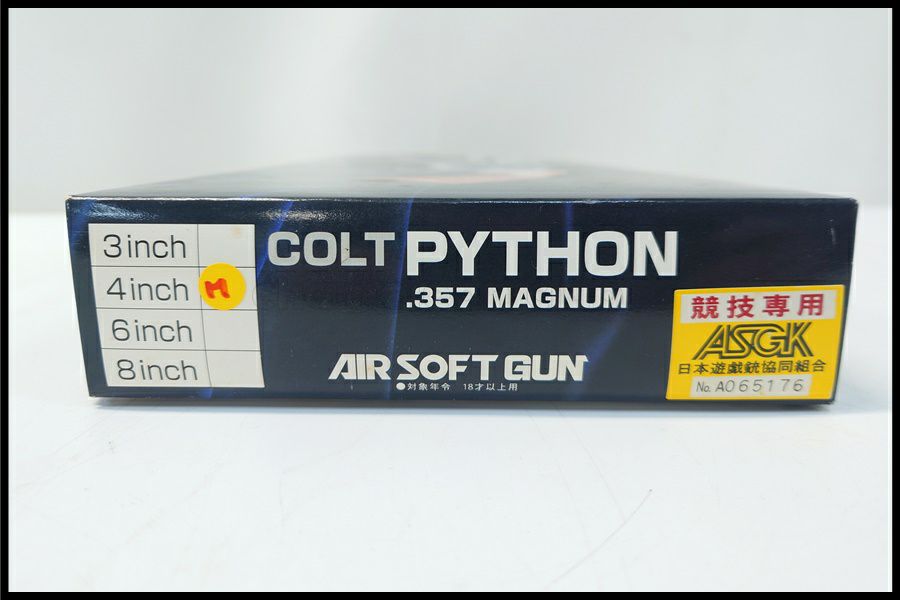 3inch
4inch M
6inch
8inch
COLT PYTHON
.357 MAGNUM
AIR SOFT GUN
●対象年令 18才以上用
競技専用
ASGK
日本遊戯銃協同組合
No. A065176